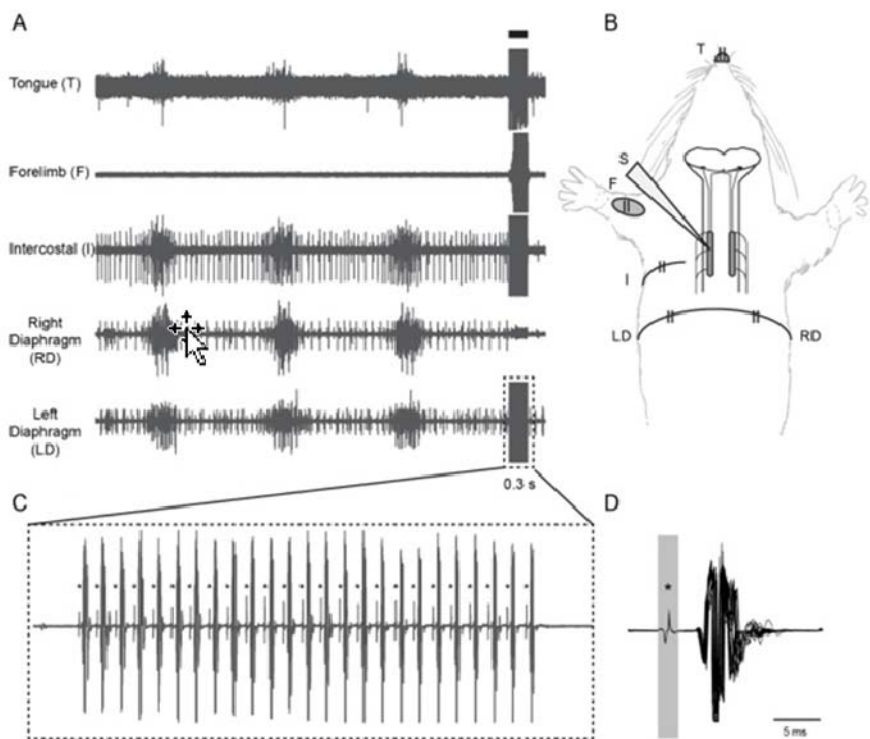 A
Tongue (T)
Forelimb (F)
Intercostal (I)
Right
Diaphragm
(RD)
Left
Diaphragm
(LD)
0.3 s
B
T
S
F
I
LD
RD
C
* * * * * * * * * * * * * * * * * * * * * * * * *
D
*
5 ms